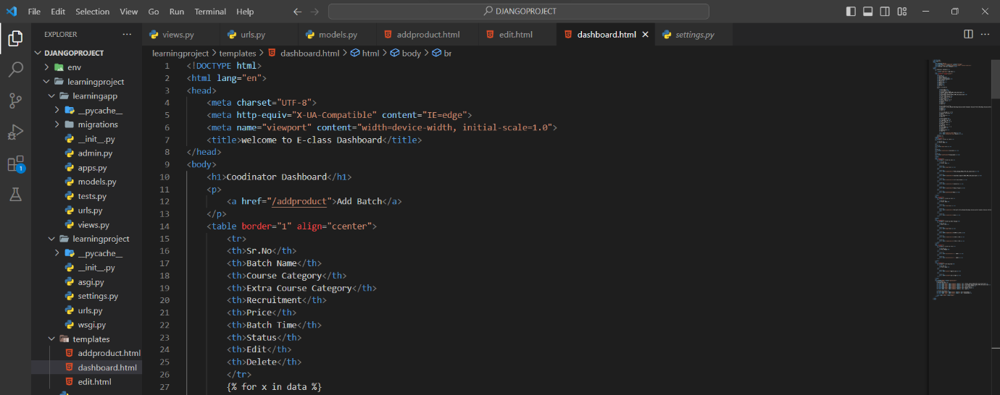 File Edit Selection View Go Run Terminal Help DJANGOPROJECT
EXPLORER
views.py urls.py models.py addproduct.html edit.html dashboard.html settings.py
DJANGOPROJECT
env
learningproject
learningapp
__pycache__
migrations
__init__.py
admin.py
apps.py
models.py
tests.py
urls.py
views.py
learningproject
__pycache__
__init__.py
asgi.py
settings.py
urls.py
wsgi.py
templates
addproduct.html
dashboard.html
edit.html
1
learningproject > templates > dashboard.html > html > body > br
1 <!DOCTYPE html>
2 <html lang="en">
3 <head>
4 <meta charset="UTF-8">
5 <meta http-equiv="X-UA-Compatible" content="IE=edge">
6 <meta name="viewport" content="width=device-width, initial-scale=1.0">
7 <title>welcome to E-class Dashboard</title>
8 </head>
9 <body>
10 <h1>Coodinator Dashboard</h1>
11 <p>
12 <a href="/addproduct">Add Batch</a>
13 </p>
14 <table border="1" align="ccenter">
15 <tr>
16 <th>Sr.No</th>
17 <th>Batch Name</th>
18 <th>Course Category</th>
19 <th>Extra Course Category</th>
20 <th>Recruitment</th>
21 <th>Price</th>
22 <th>Batch Time</th>
23 <th>Status</th>
24 <th>Edit</th>
25 <th>Delete</th>
26 </tr>
27 {% for x in data %}